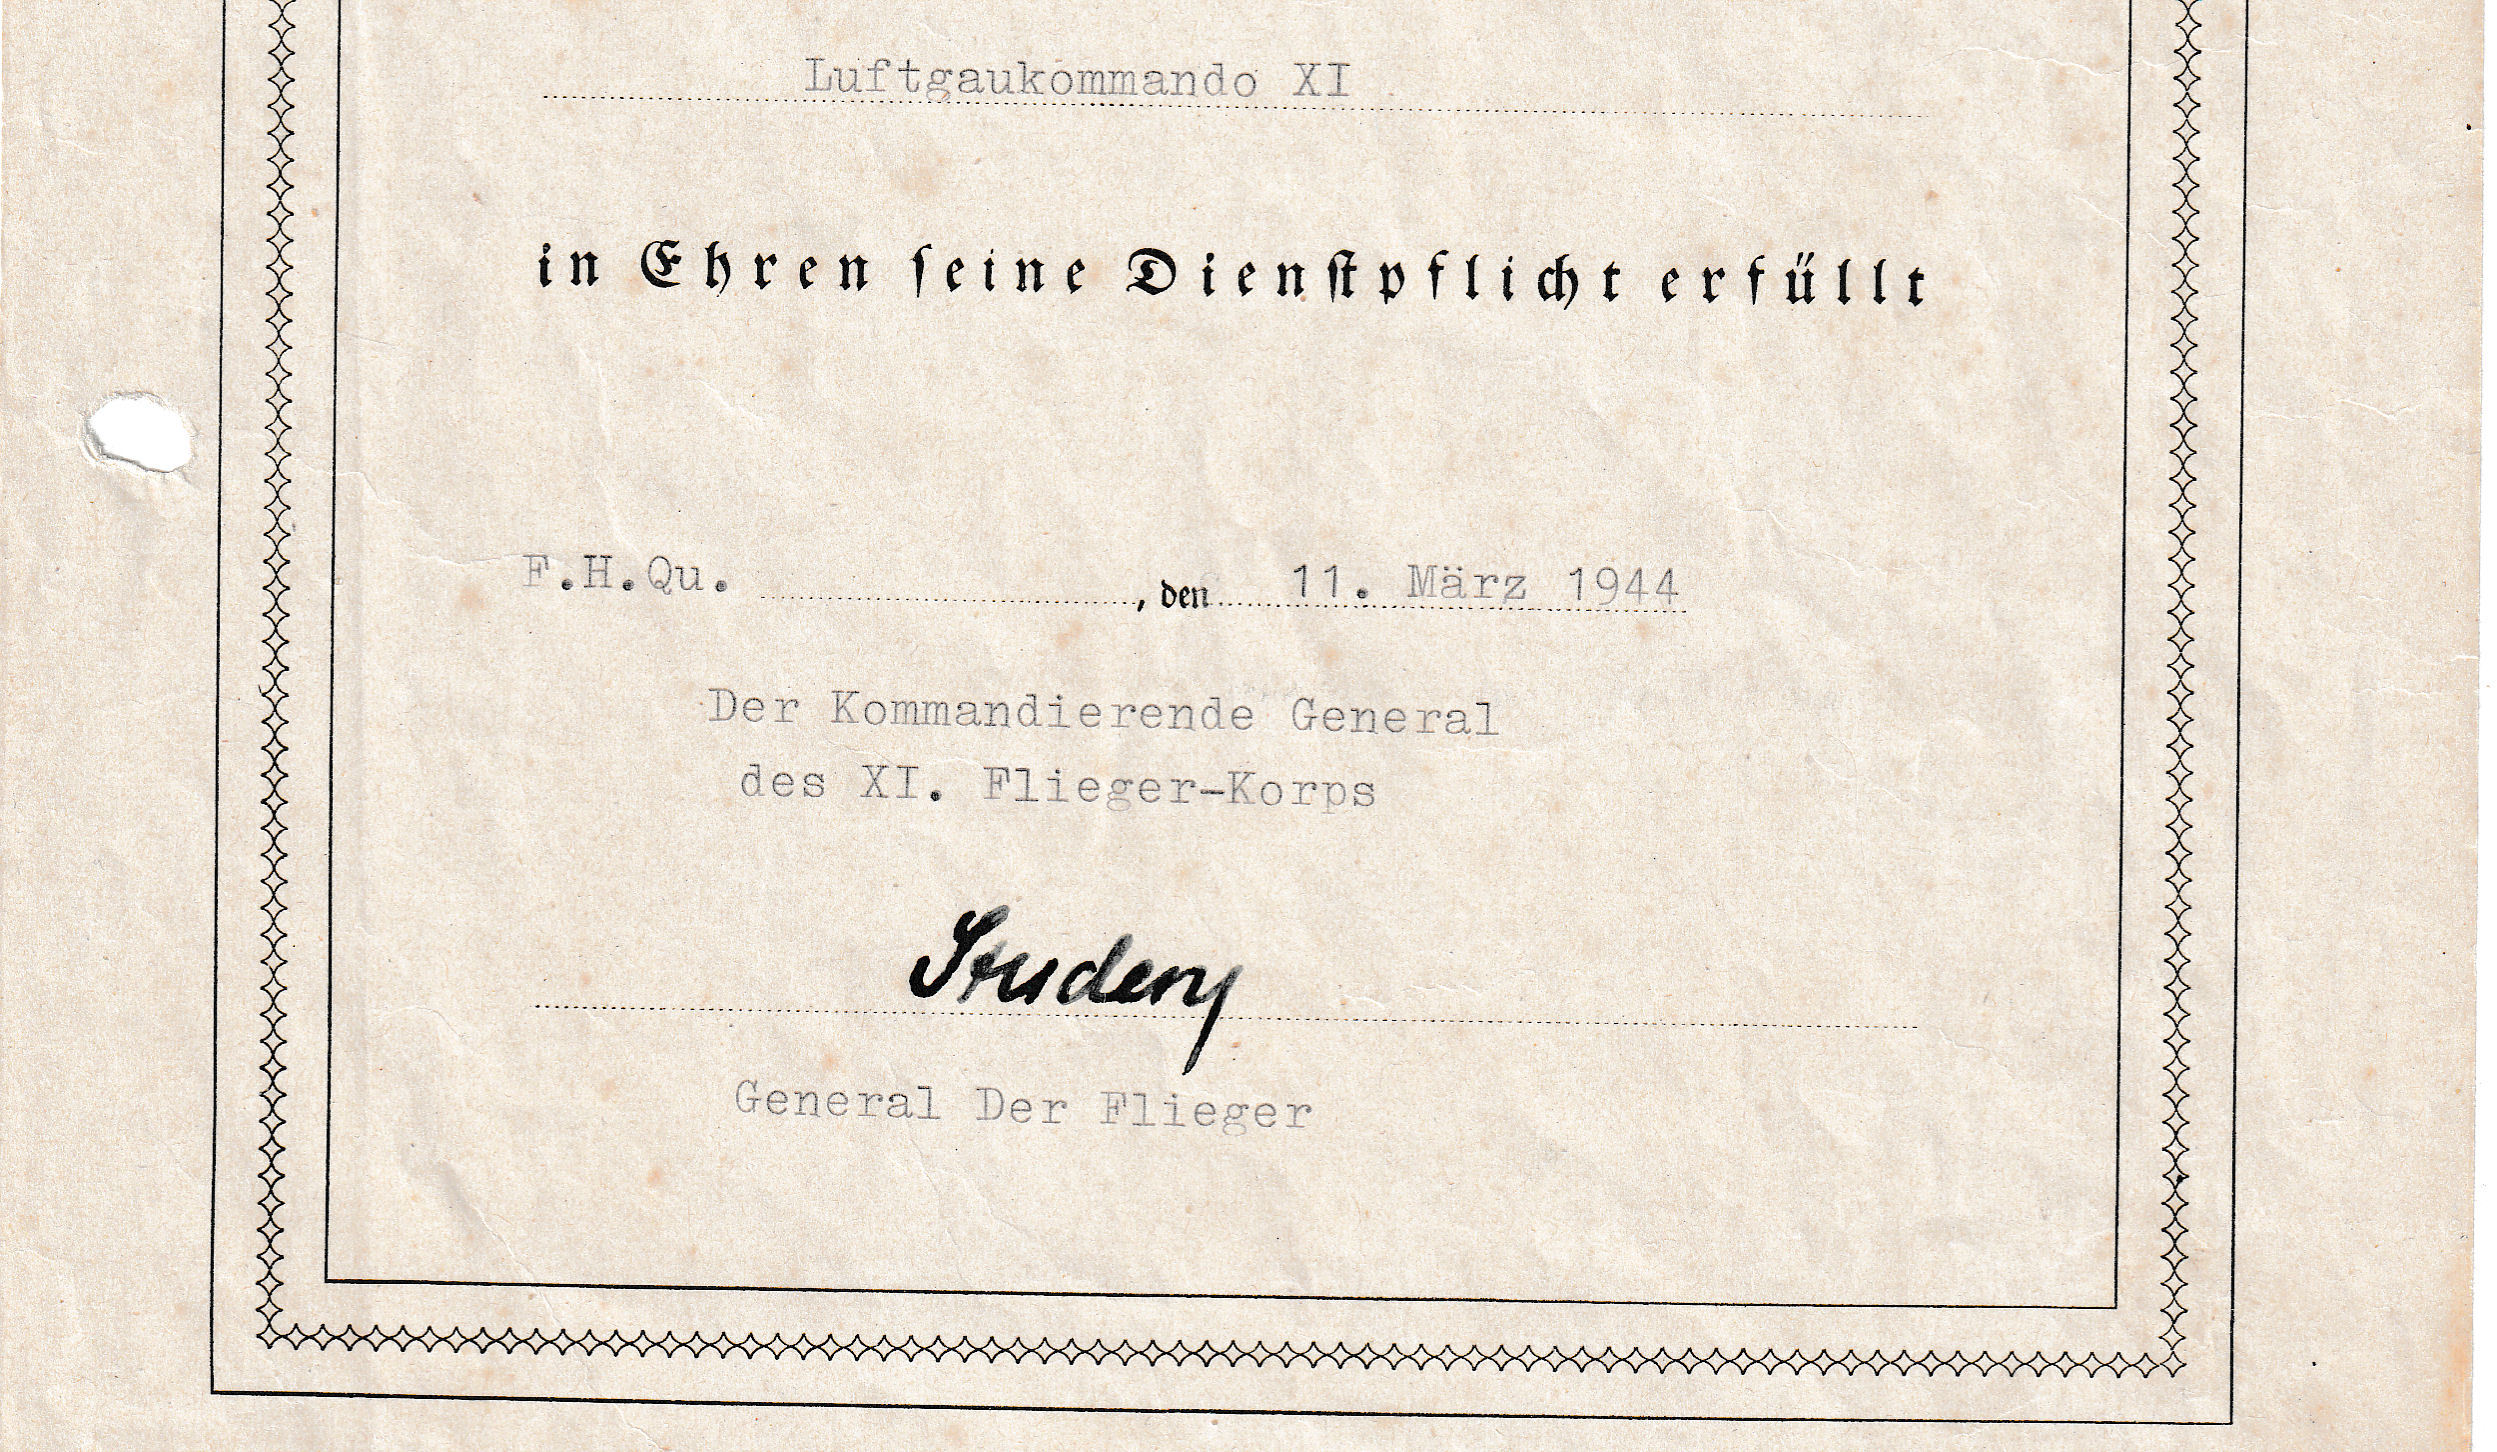 Luftgaukommando XI
in Ehren seine Dienstpflicht erfüllt
F.H.Qu. , den 11. März 1944
Der Kommandierende General
des XI. Flieger-Korps
Student
General Der Flieger